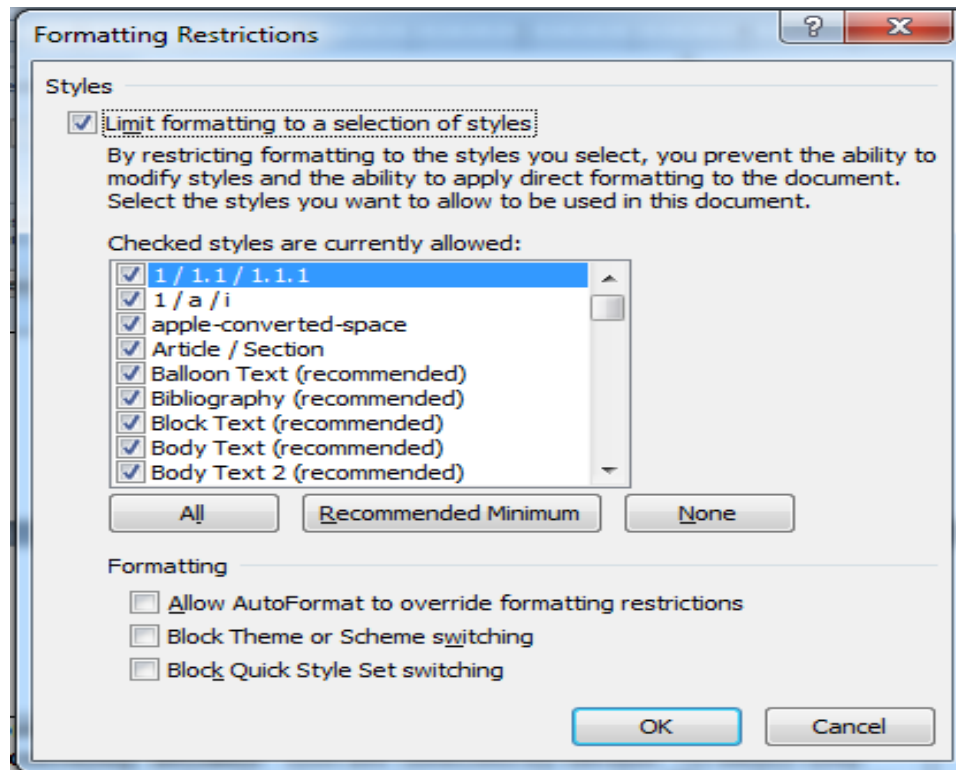 Formatting Restrictions
Styles
Limit formatting to a selection of styles
By restricting formatting to the styles you select, you prevent the ability to
modify styles and the ability to apply direct formatting to the document.
Select the styles you want to allow to be used in this document.
Checked styles are currently allowed:
1 / 1.1 / 1.1.1
1 / a / i
apple-converted-space
Article / Section
Balloon Text (recommended)
Bibliography (recommended)
Block Text (recommended)
Body Text (recommended)
Body Text 2 (recommended)
All Recommended Minimum None
Formatting
Allow AutoFormat to override formatting restrictions
Block Theme or Scheme switching
Block Quick Style Set switching
OK Cancel